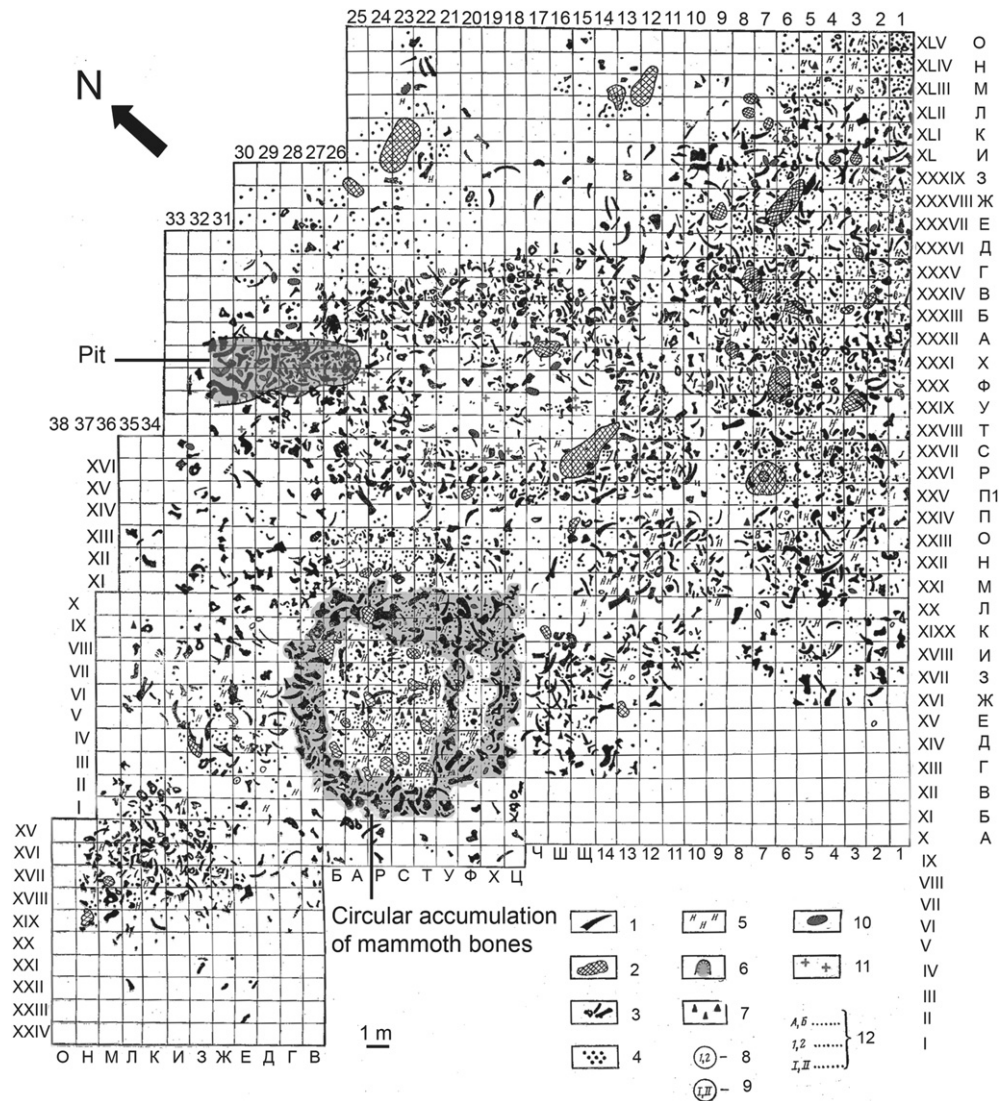 25 24 23 22 21 20 19 18 17 16 15 14 13 12 11 10 9 8 7 6 5 4 3 2 1
XLV О
XLIV Н
N
XLIII М
XLII Л
XLI К
30 29 28 27 26
XL И
XXXIX З
XXXVIII Ж
33 32 31
XXXVII Е
XXXVI Д
XXXV Г
XXXIV В
XXXIII Б
XXXII А
Pit
XXXI Х
XXX Ф
XXIX У
38 37 36 35 34
XXVIII Т
XXVII С
XVI
XXVI Р
XV
XXV П1
XIV
XXIV П
XIII
XXIII О
XII
XXII Н
XI
XXI М
X
XX Л
IX
XIXX К
VIII
XVIII И
VII
XVII З
VI
XVI Ж
V
XV Е
IV
XIV Д
III
XIII Г
II
XII В
I
XI Б
XV
X А
XVI
Ч Ш Щ 14 13 12 11 10 9 8 7 6 5 4 3 2 1
IX
XVII
Б А Р С Т У Ф Х Ц
VIII
XVIII
VII
XIX
Circular accumulation
of mammoth bones
1
5
10
VI
XX
V
XXI
2
6
11
IV
XXII
III
XXIII
3
7
II
XXIV
1 m
А,Б
1,2
I,II
12
I
О Н М Л К И З Ж Е Д Г В
4
1,2 - 8
I,II - 9